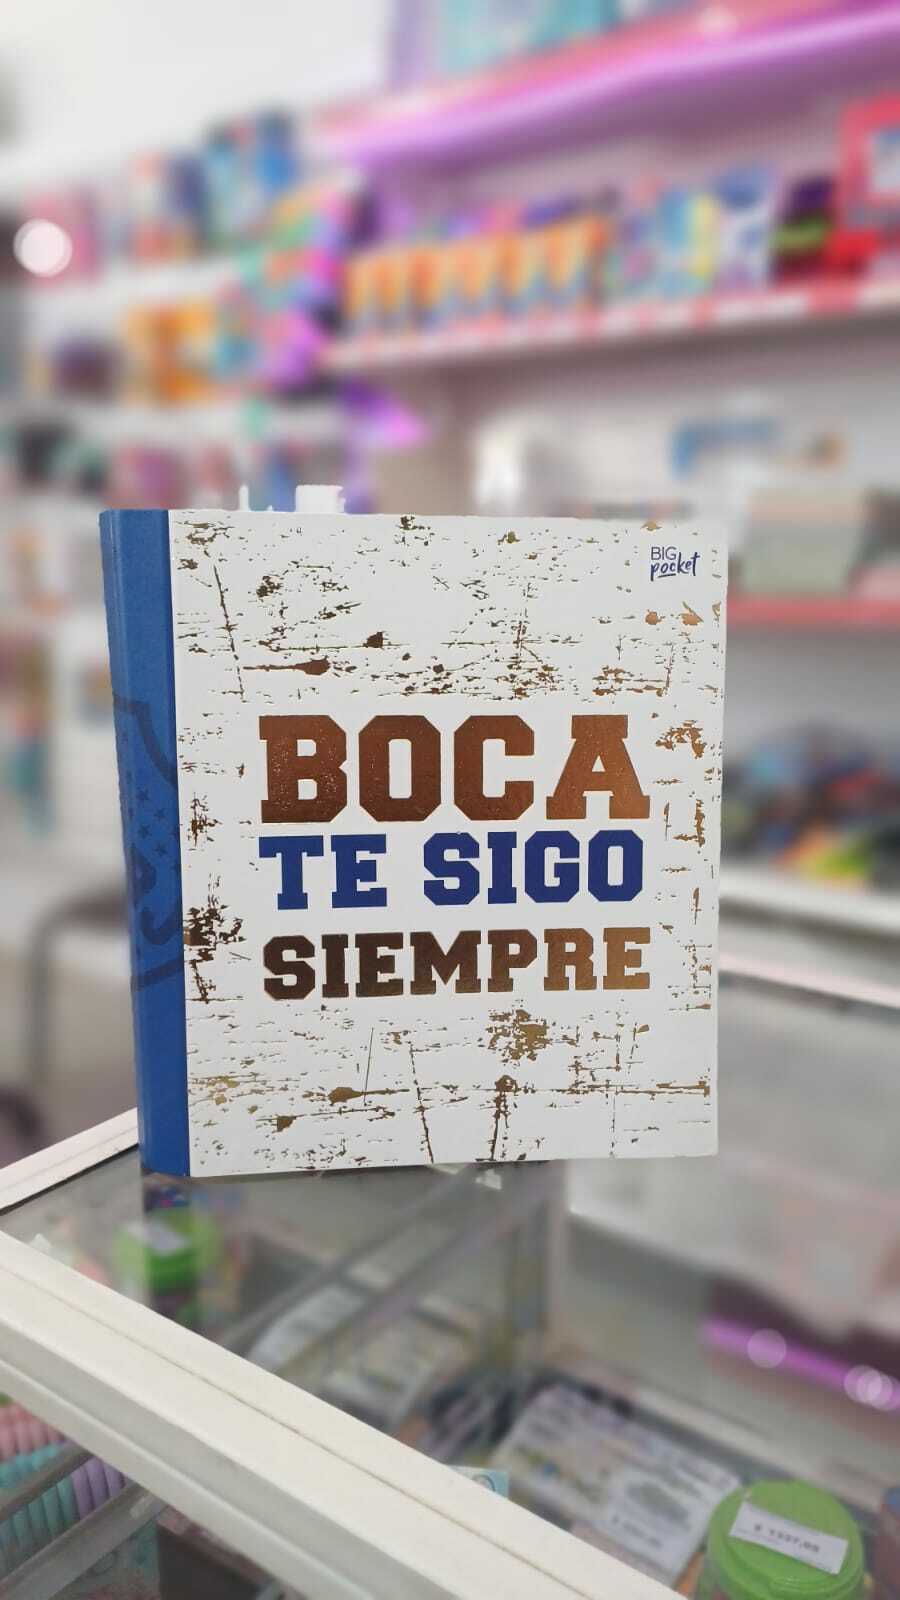 BIG
pocket
BOCA
TE SIGO
SIEMPRE